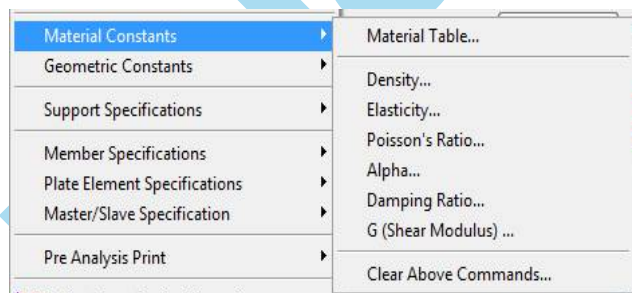 Material Constants
Geometric Constants
Support Specifications
Member Specifications
Plate Element Specifications
Master/Slave Specification
Pre Analysis Print
Material Table...
Density...
Elasticity...
Poisson's Ratio...
Alpha...
Damping Ratio...
G (Shear Modulus) ...
Clear Above Commands...